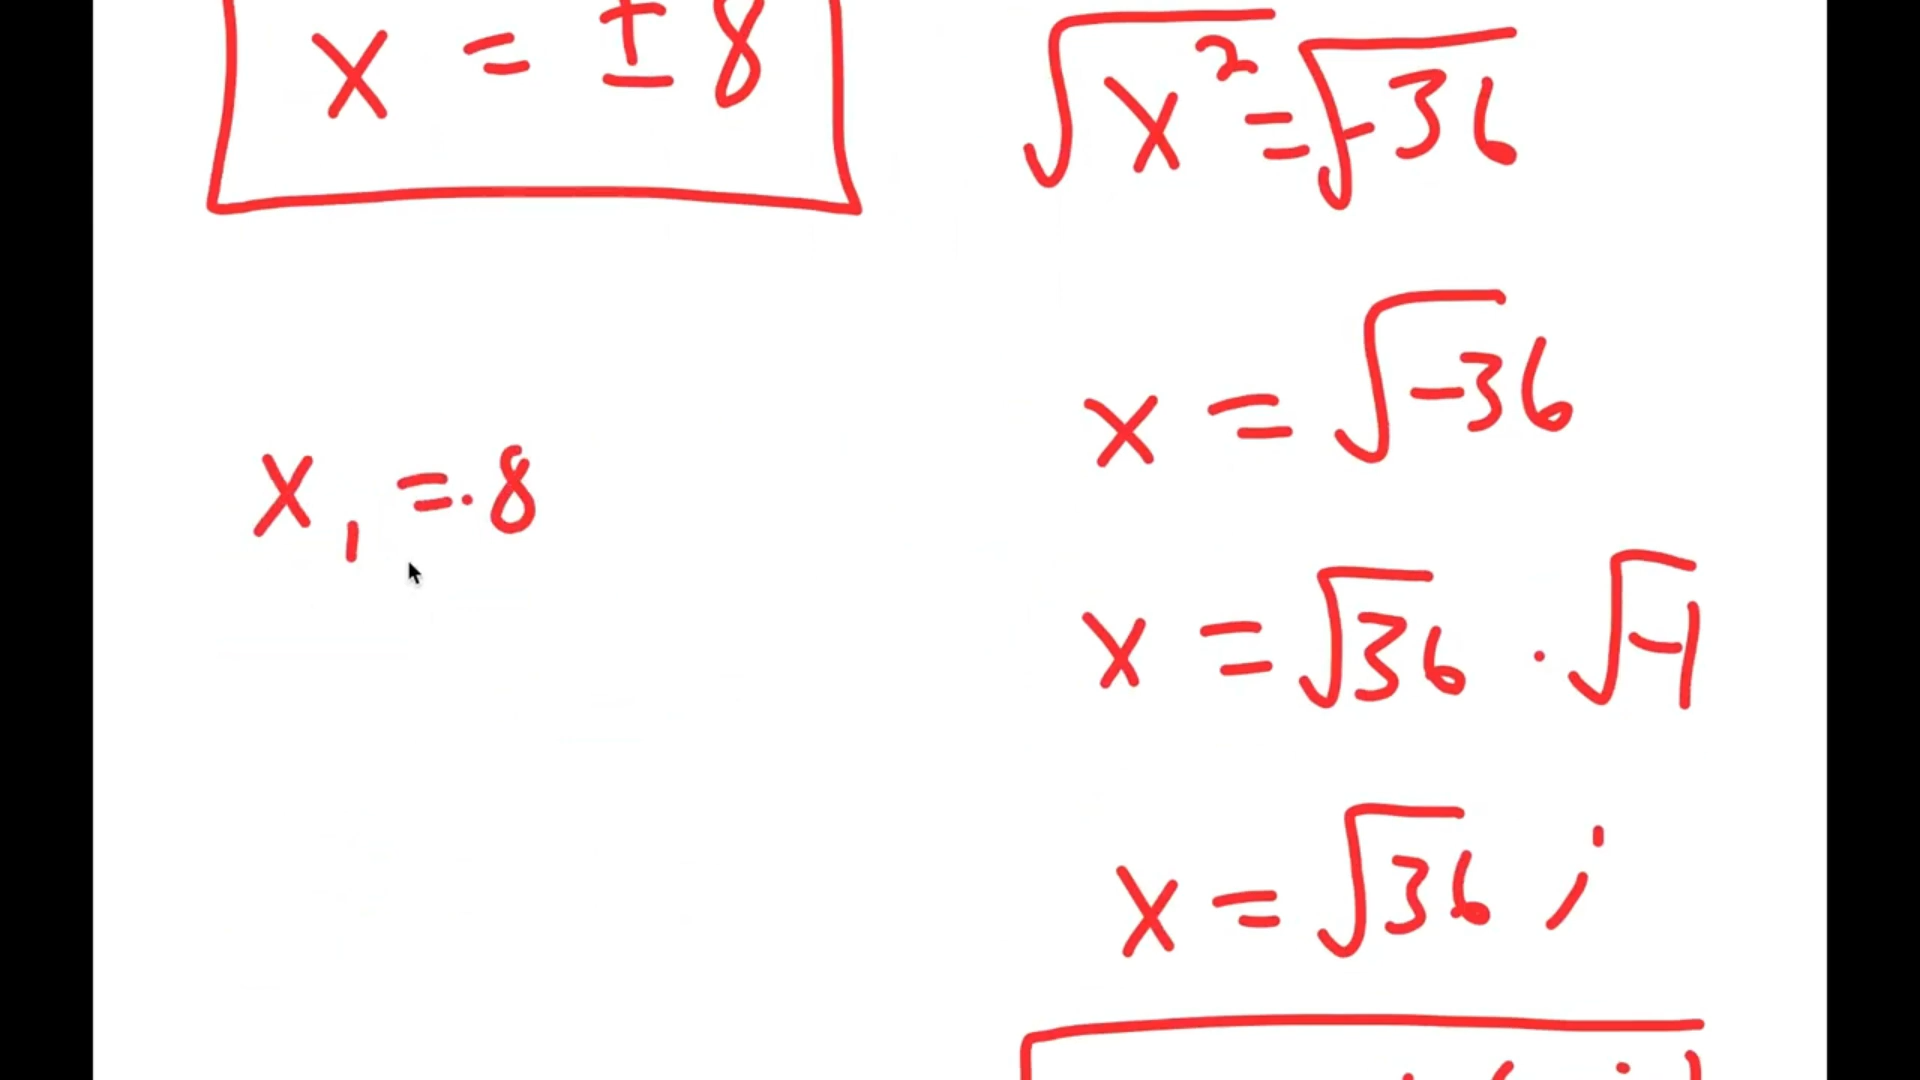 x = ±8
x₁ = . 8
√x² = √-36
x = √-36
x = √36 · √-1
x = √36 i